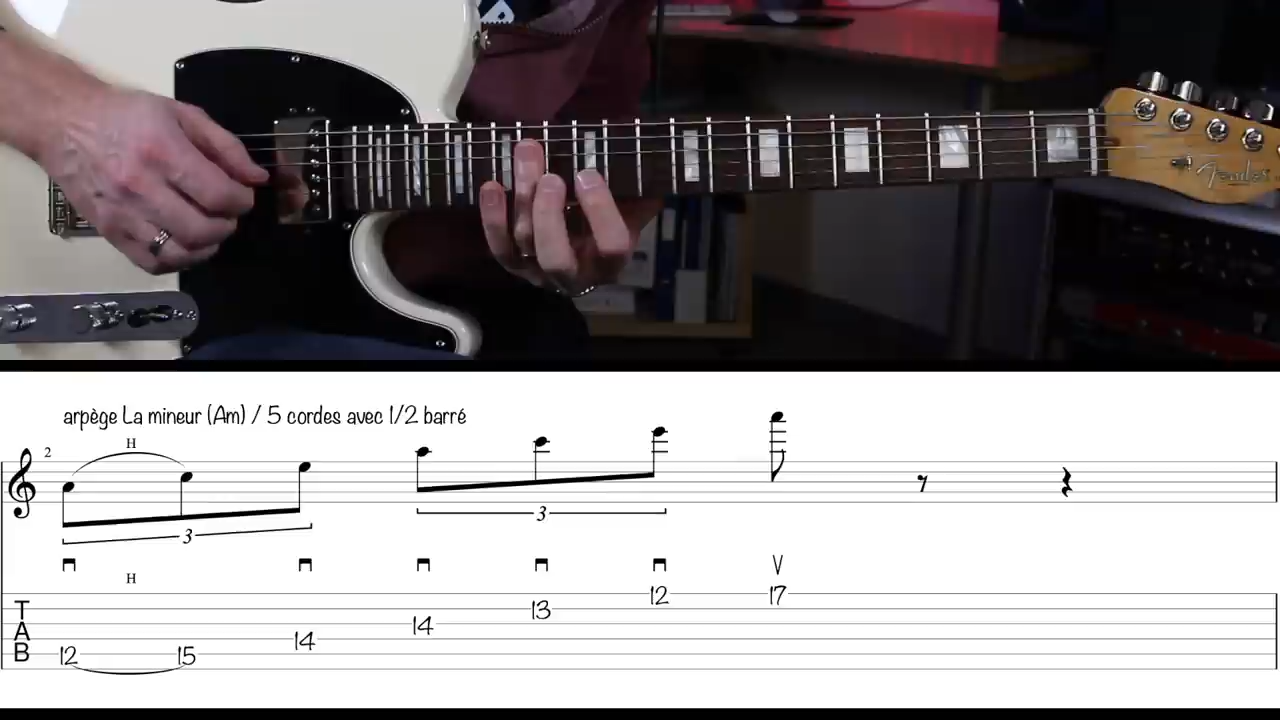 Fender
arpège La mineur (Am) / 5 cordes avec 1/2 barré
H
2
3
3
H
V
T
A
B
12 15 14 14 13 12 17